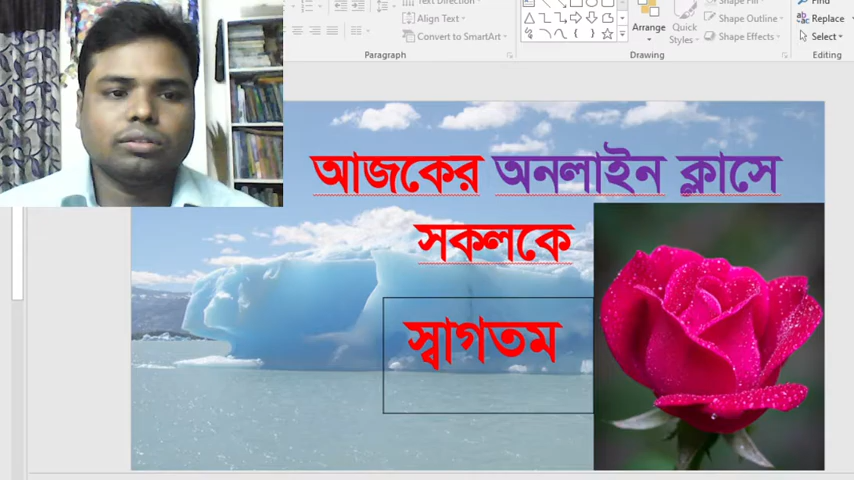 Text Direction
Align Text
Convert to SmartArt
Paragraph
Arrange
Quick Styles
Shape Fill
Shape Outline
Shape Effects
Drawing
Find
Replace
Select
Editing
আজকের অনলাইন ক্লাসে
সকলকে
স্বাগতম